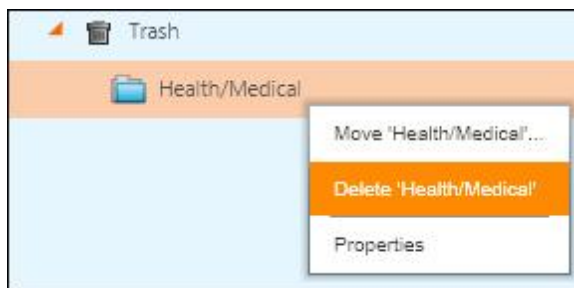 Trash
Health/Medical
Move 'Health/Medical'...
Delete 'Health/Medical'
Properties